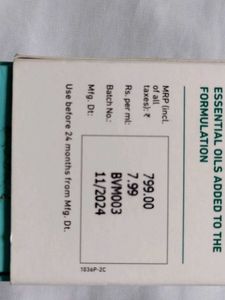 ESSENTIAL OILS ADDED TO THE
FORMULATION
MRP (incl.
of all
taxes): ₹
Rs. per ml:
Batch No.:
Mfg. Dt:
799.00
7.99
BVM003
11/2024
Use before 24 months from Mfg. Dt.
1034P-2C